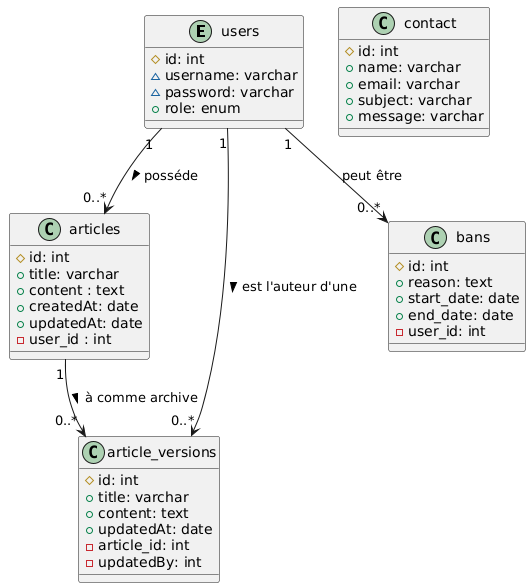 E users
id: int
username: varchar
password: varchar
role: enum
C contact
id: int
name: varchar
email: varchar
subject: varchar
message: varchar
1
1
1
posséde
peut être
0..*
0..*
C articles
id: int
title: varchar
content : text
createdAt: date
updatedAt: date
user_id : int
C bans
id: int
reason: text
start_date: date
end_date: date
user_id: int
est l'auteur d'une
1
à comme archive
0..*
0..*
C article_versions
id: int
title: varchar
content: text
updatedAt: date
article_id: int
updatedBy: int